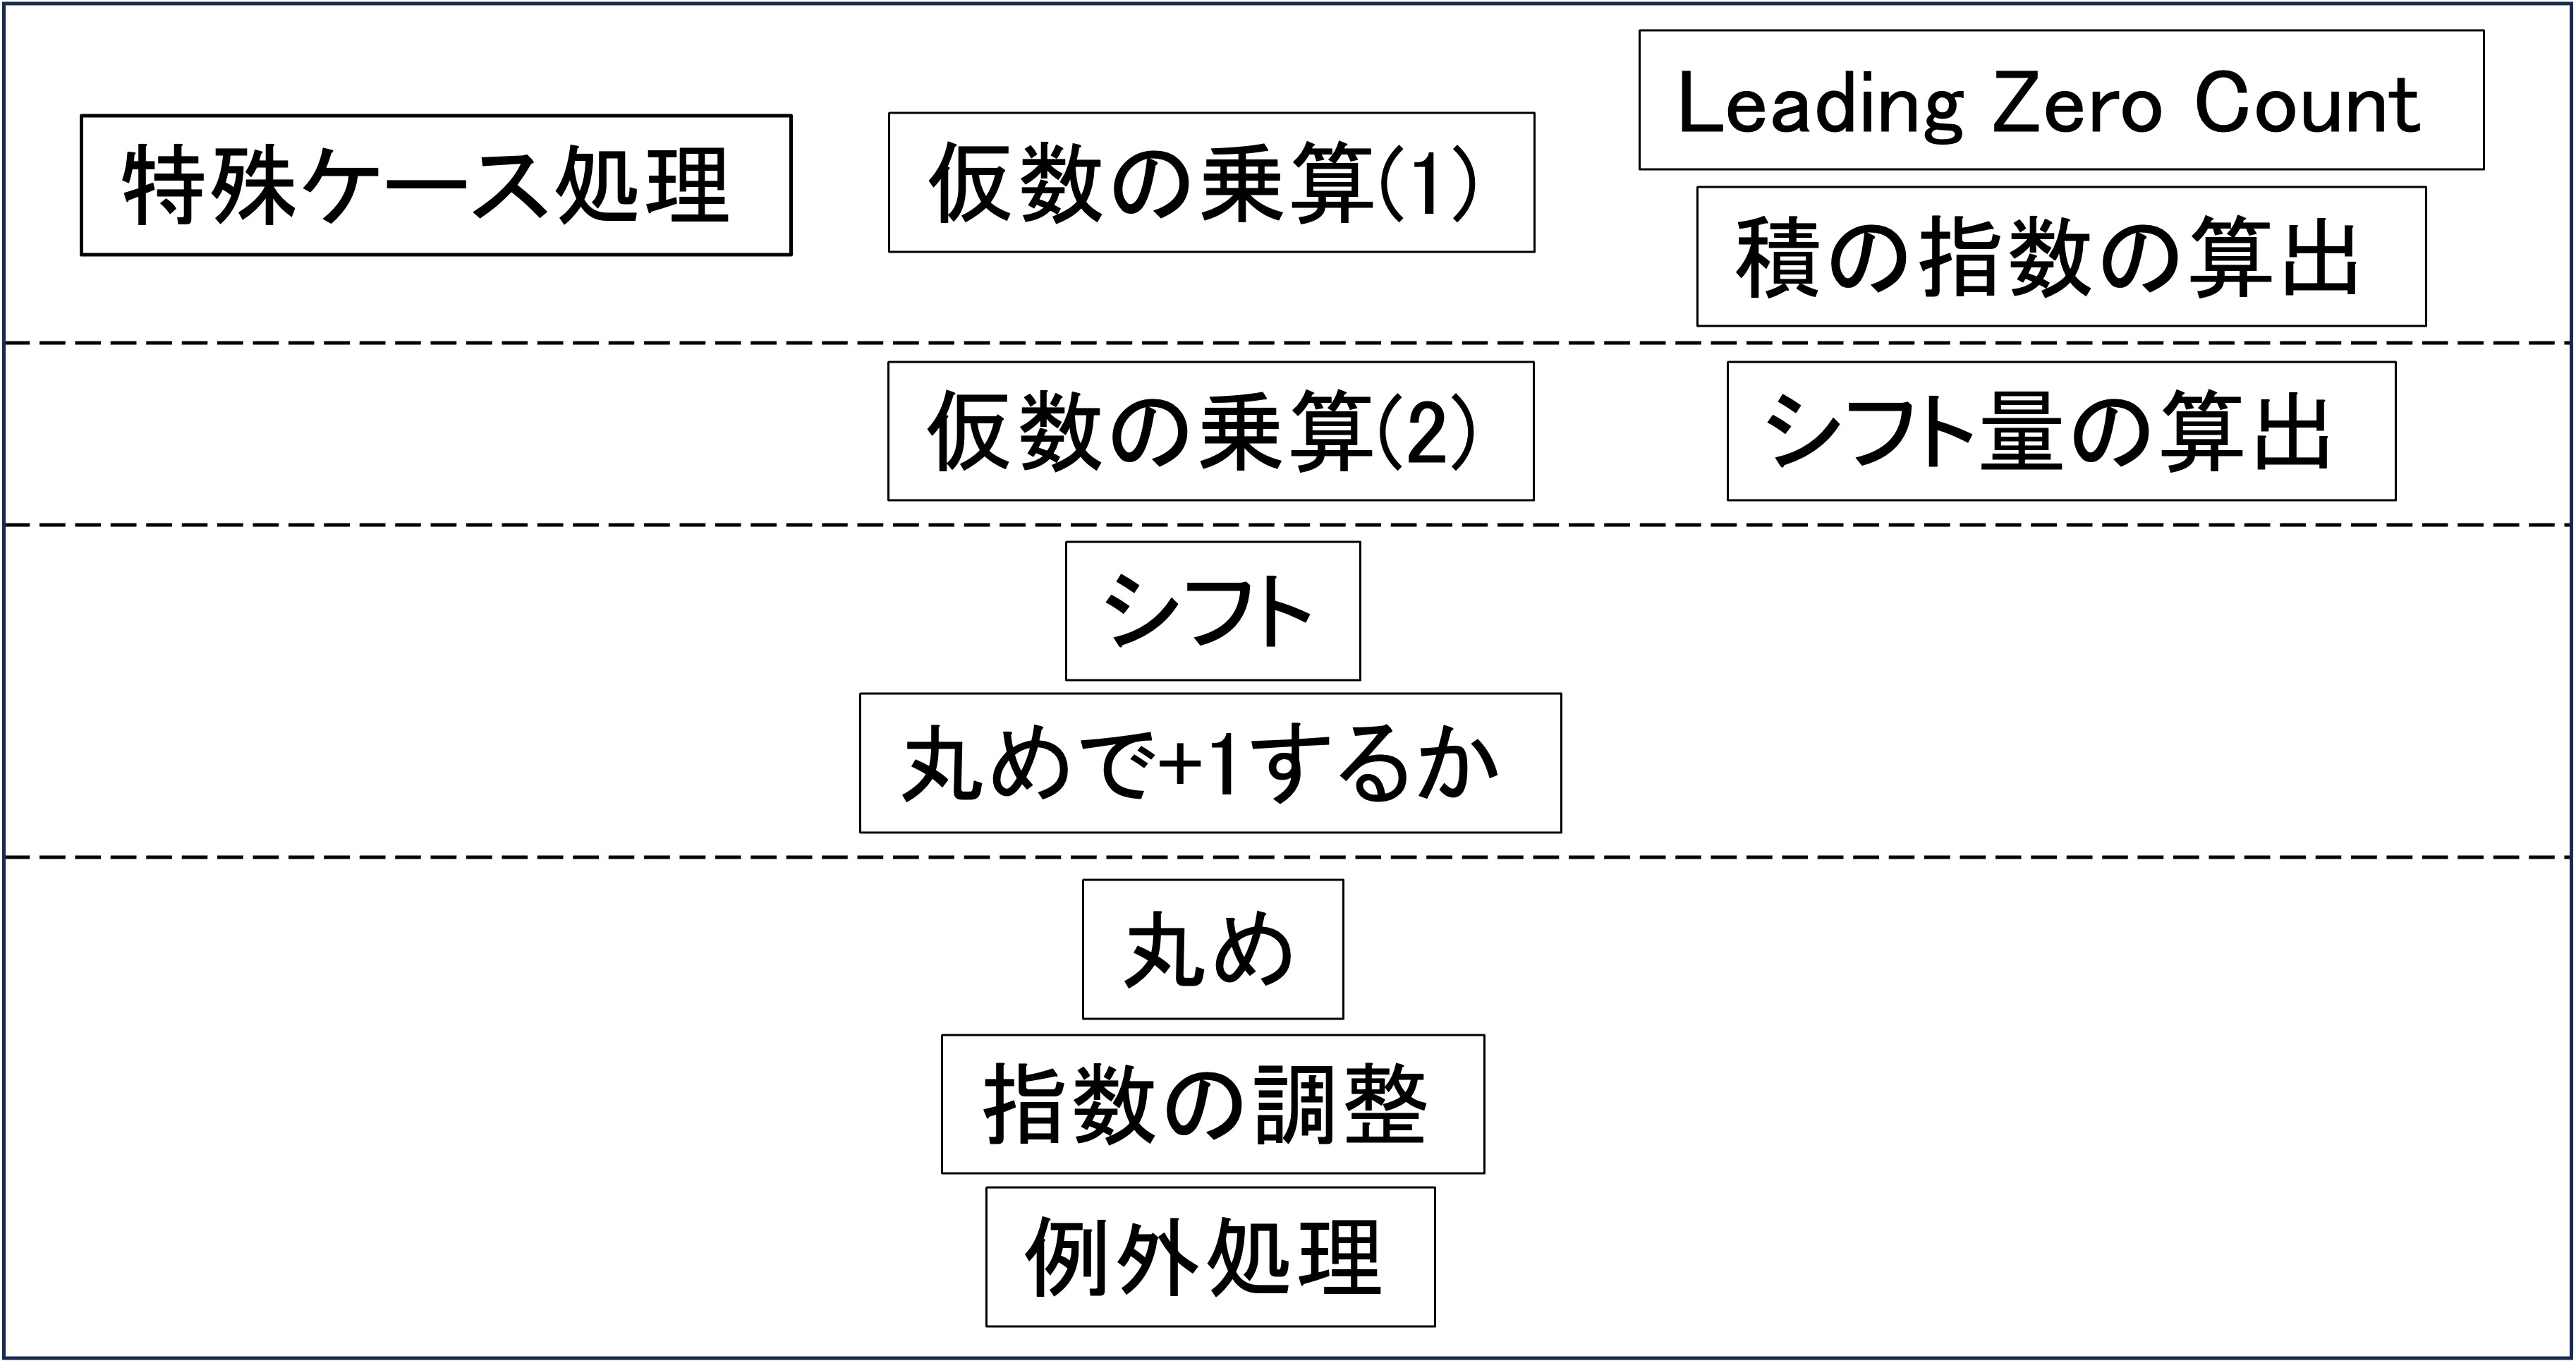 特殊ケース処理
仮数の乗算(1)
Leading Zero Count
積の指数の算出
仮数の乗算(2)
シフト量の算出
シフト
丸めで+1するか
丸め
指数の調整
例外処理